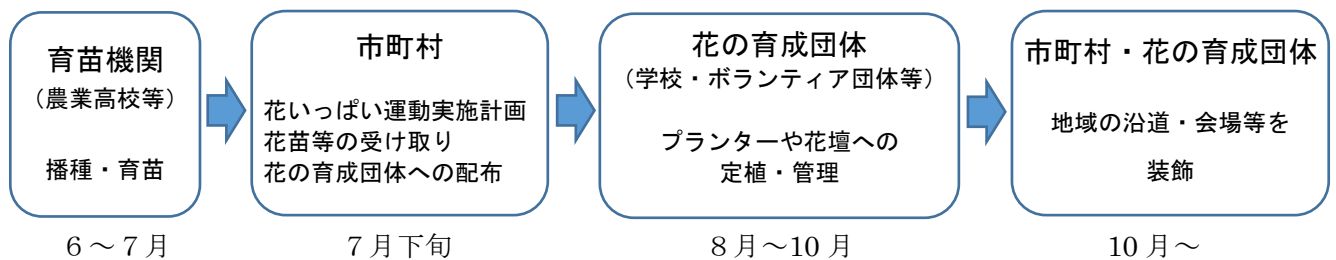 育苗機関
（農業高校等）
播種・育苗
６～７月
市町村
花いっぱい運動実施計画
花苗等の受け取り
花の育成団体への配布
７月下旬
花の育成団体
（学校・ボランティア団体等）
プランターや花壇への
定植・管理
８月～10 月
市町村・花の育成団体
地域の沿道・会場等を
装飾
10 月～